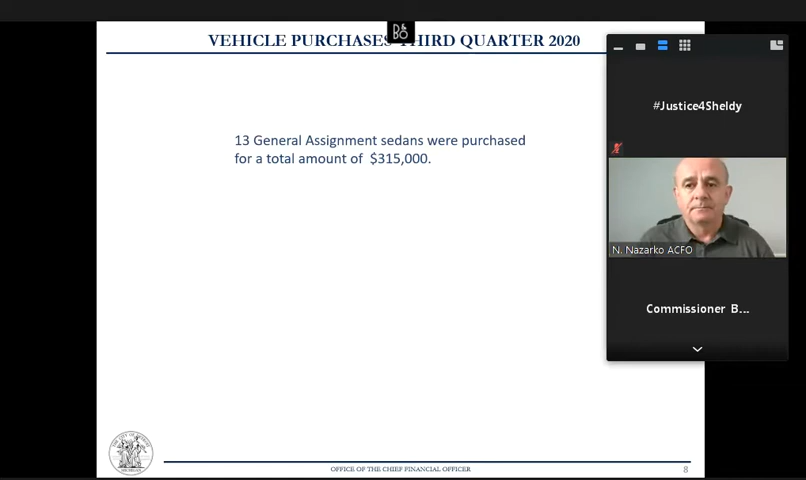 VEHICLE PURCHASES THIRD QUARTER 2020
13 General Assignment sedans were purchased
for a total amount of $315,000.
#Justice4Sheldy
N. Nazarko ACFO
Commissioner B...
OFFICE OF THE CHIEF FINANCIAL OFFICER
8